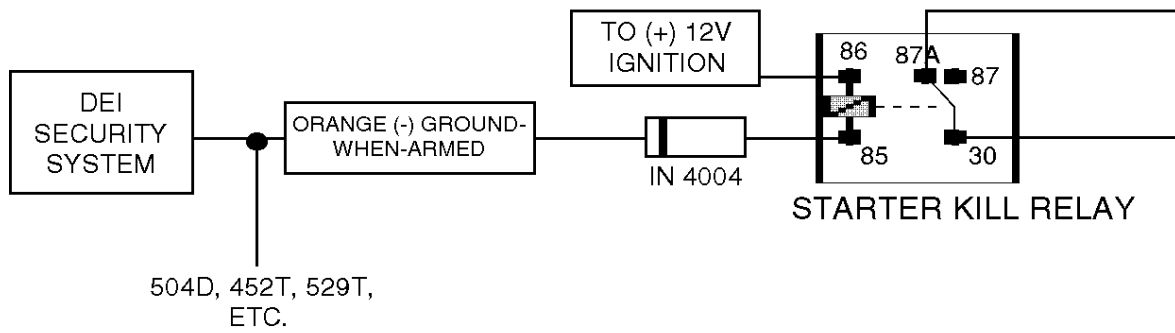 TO (+) 12V
IGNITION
86
87A
87
DEI
SECURITY
SYSTEM
ORANGE (-) GROUND-
WHEN-ARMED
IN 4004
85
30
STARTER KILL RELAY
504D, 452T, 529T,
ETC.